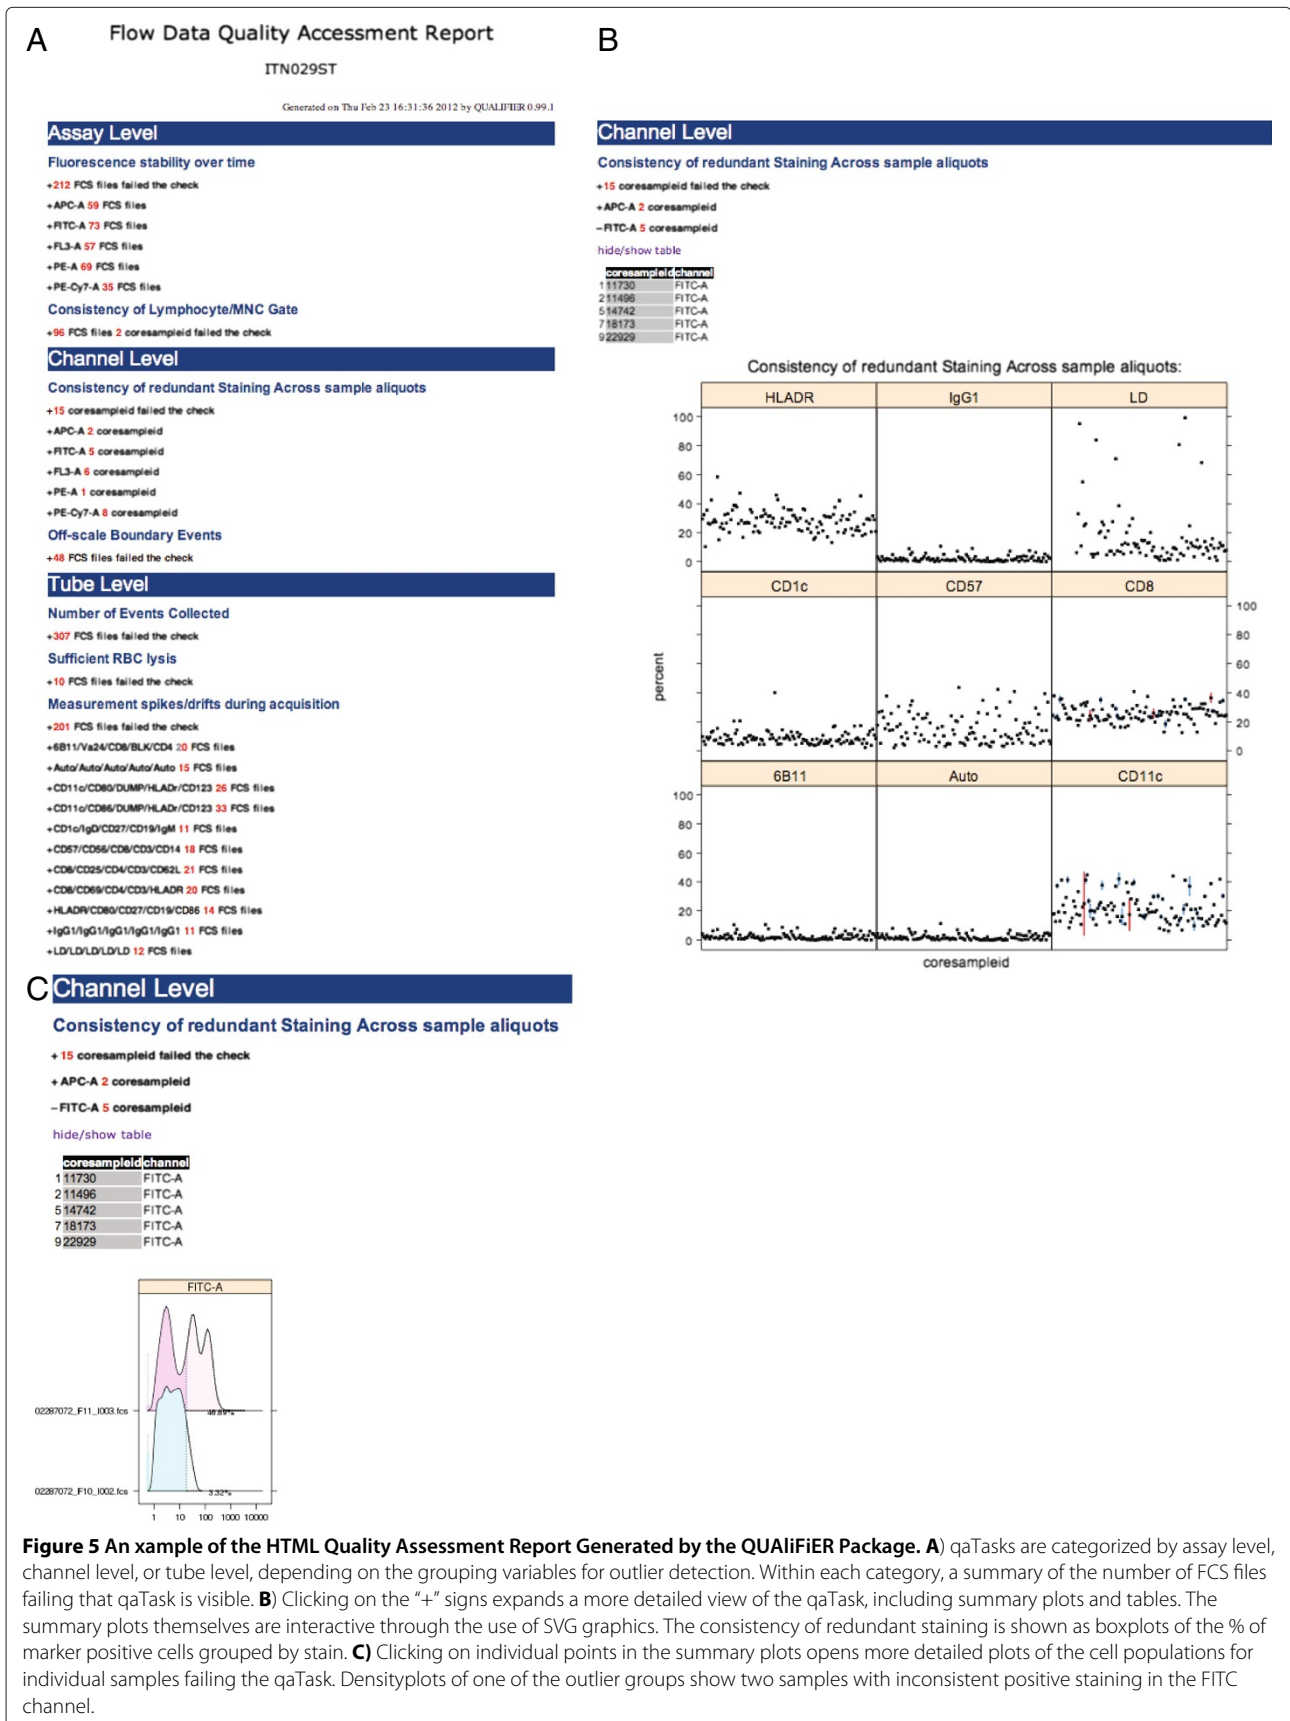 A
Flow Data Quality Accessment Report
ITN029ST
Generated on Thu Feb 23 16:31:36 2012 by QUALIFIER 0.99.1
Assay Level
Fluorescence stability over time
+212 FCS files failed the check
+APC-A 59 FCS files
+FITC-A 73 FCS files
+FL3-A 57 FCS files
+PE-A 69 FCS files
+PE-Cy7-A 35 FCS files
Consistency of Lymphocyte/MNC Gate
+96 FCS files 2 coresampleid failed the check
Channel Level
Consistency of redundant Staining Across sample aliquots
+15 coresampleid failed the check
+APC-A 2 coresampleid
+FITC-A 5 coresampleid
+FL3-A 6 coresampleid
+PE-A 1 coresampleid
+PE-Cy7-A 8 coresampleid
Off-scale Boundary Events
+48 FCS files failed the check
Tube Level
Number of Events Collected
+307 FCS files failed the check
Sufficient RBC lysis
+10 FCS files failed the check
Measurement spikes/drifts during acquisition
+201 FCS files failed the check
+6B11/Va24/CD8/BLK/CD4 20 FCS files
+Auto/Auto/Auto/Auto/Auto 15 FCS files
+CD11c/CD80/DUMP/HLADr/CD123 26 FCS files
+CD11c/CD86/DUMP/HLADr/CD123 33 FCS files
+CD1c/IgD/CD27/CD19/IgM 11 FCS files
+CD57/CD56/CD8/CD3/CD14 18 FCS files
+CD8/CD25/CD4/CD3/CD62L 21 FCS files
+CD8/CD69/CD4/CD3/HLADR 20 FCS files
+HLADR/CD80/CD27/CD19/CD86 14 FCS files
+IgG1/IgG1/IgG1/IgG1/IgG1 11 FCS files
+LD/LD/LD/LD/LD 12 FCS files
B
Channel Level
Consistency of redundant Staining Across sample aliquots
+15 coresampleid failed the check
+APC-A 2 coresampleid
−FITC-A 5 coresampleid
hide/show table
coresampleid channel
1 11730 FITC-A
2 11496 FITC-A
5 14742 FITC-A
7 18173 FITC-A
9 22929 FITC-A
Consistency of redundant Staining Across sample aliquots:
HLADR IgG1 LD
100
80
60
40
20
0
CD1c CD57 CD8
100
80
60
40
20
0
percent
6B11 Auto CD11c
100
80
60
40
20
0
coresampleid
C
Channel Level
Consistency of redundant Staining Across sample aliquots
+ 15 coresampleid failed the check
+ APC-A 2 coresampleid
− FITC-A 5 coresampleid
hide/show table
coresampleid channel
1 11730 FITC-A
2 11496 FITC-A
5 14742 FITC-A
7 18173 FITC-A
9 22929 FITC-A
FITC-A
02287072_F11_I003.fcs
46.69%
02287072_F10_I002.fcs
3.32%
1 10 100 1000 10000
Figure 5 An xample of the HTML Quality Assessment Report Generated by the QUAliFiER Package. A) qaTasks are categorized by assay level,
channel level, or tube level, depending on the grouping variables for outlier detection. Within each category, a summary of the number of FCS files
failing that qaTask is visible. B) Clicking on the “+” signs expands a more detailed view of the qaTask, including summary plots and tables. The
summary plots themselves are interactive through the use of SVG graphics. The consistency of redundant staining is shown as boxplots of the % of
marker positive cells grouped by stain. C) Clicking on individual points in the summary plots opens more detailed plots of the cell populations for
individual samples failing the qaTask. Densityplots of one of the outlier groups show two samples with inconsistent positive staining in the FITC
channel.